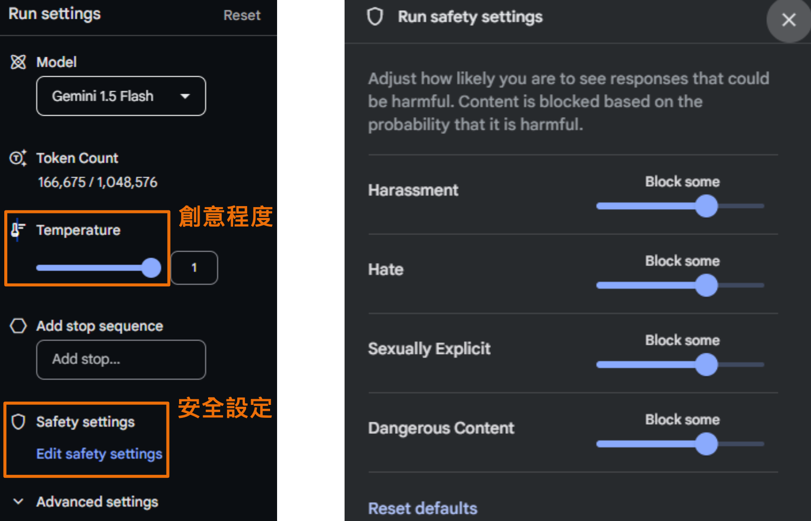 Run settings
Reset
Model
Gemini 1.5 Flash
Token Count
166,675 / 1,048,576
Temperature
創意程度
1
Add stop sequence
Add stop...
Safety settings
安全設定
Edit safety settings
Advanced settings
Run safety settings
Adjust how likely you are to see responses that could
be harmful. Content is blocked based on the
probability that it is harmful.
Harassment
Block some
Hate
Block some
Sexually Explicit
Block some
Dangerous Content
Block some
Reset defaults